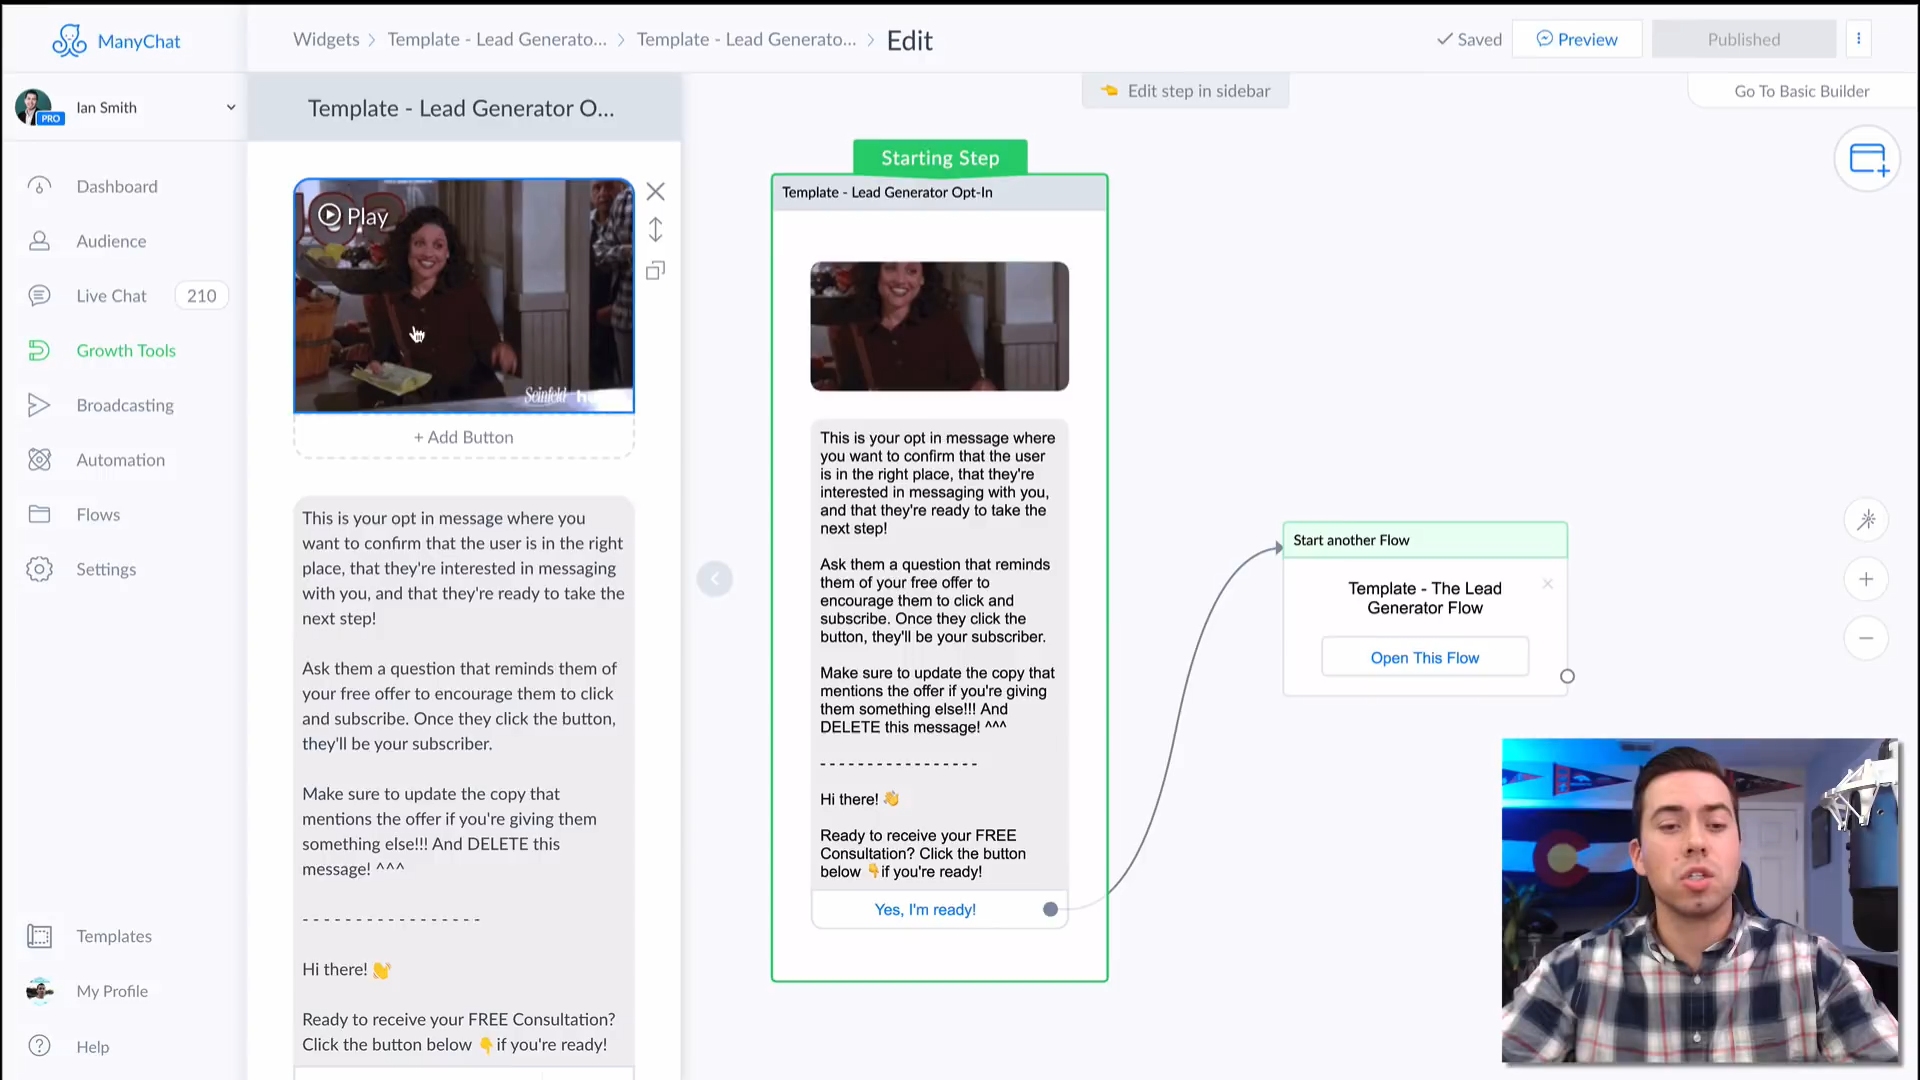 ManyChat
Widgets > Template - Lead Generato... > Template - Lead Generato... > Edit
Saved
Preview
Published
Ian Smith
PRO
Template - Lead Generator O...
👈 Edit step in sidebar
Go To Basic Builder
Dashboard
Audience
Live Chat 210
Growth Tools
Broadcasting
Automation
Flows
Settings
Templates
My Profile
Help
Play
Seinfeld
+ Add Button
This is your opt in message where you
want to confirm that the user is in the right
place, that they're interested in messaging
with you, and that they're ready to take the
next step!
Ask them a question that reminds them of
your free offer to encourage them to click
and subscribe. Once they click the button,
they'll be your subscriber.
Make sure to update the copy that
mentions the offer if you're giving them
something else!!! And DELETE this
message! ^^^
- - - - - - - - - - - - - - - - -
Hi there! 👋
Ready to receive your FREE Consultation?
Click the button below 👇if you're ready!
Starting Step
Template - Lead Generator Opt-In
This is your opt in message where
you want to confirm that the user
is in the right place, that they're
interested in messaging with you,
and that they're ready to take the
next step!
Ask them a question that reminds
them of your free offer to
encourage them to click and
subscribe. Once they click the
button, they'll be your subscriber.
Make sure to update the copy that
mentions the offer if you're giving
them something else!!! And
DELETE this message! ^^^
- - - - - - - - - - - - - - - - -
Hi there! 👋
Ready to receive your FREE
Consultation? Click the button
below 👇if you're ready!
Yes, I'm ready!
Start another Flow
Template - The Lead
Generator Flow
Open This Flow